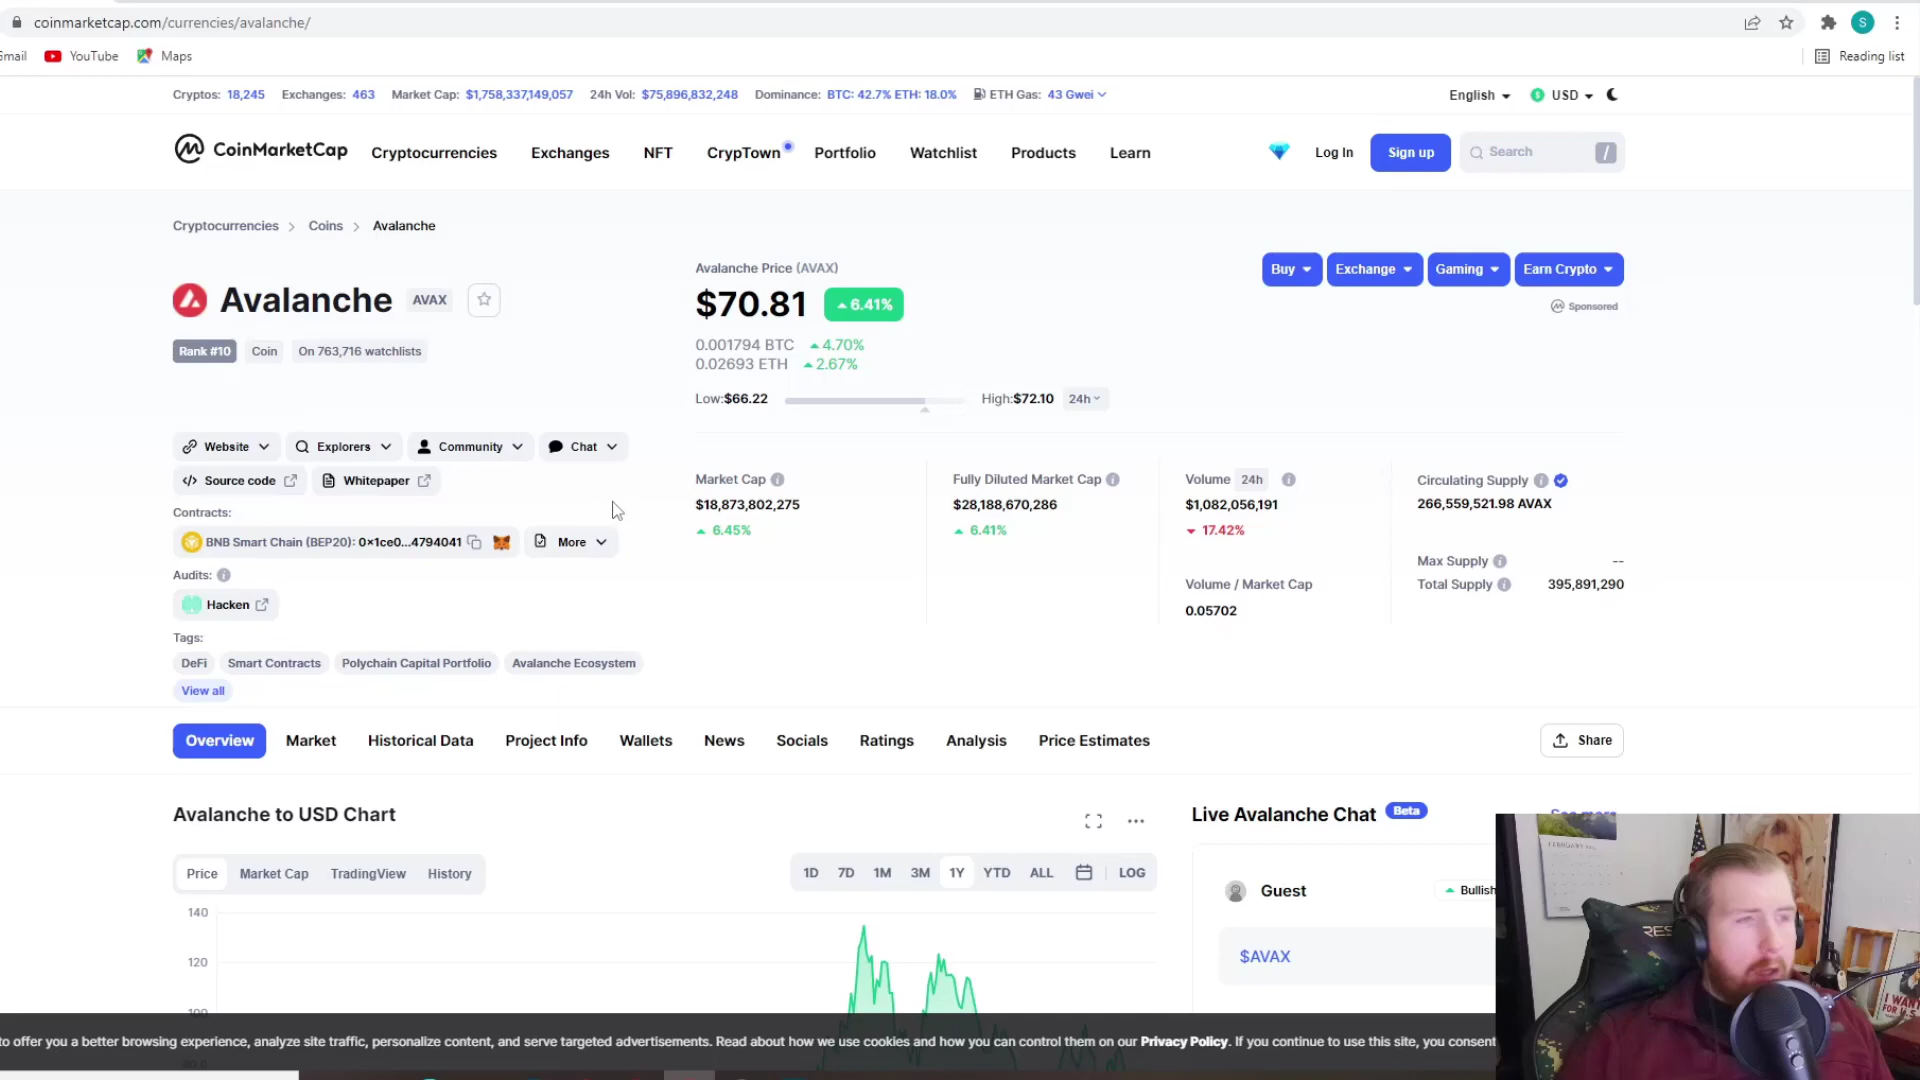 coinmarketcap.com/currencies/avalanche/
S
YouTube
Maps
Reading list
Cryptos: 18,245 Exchanges: 463 Market Cap: $1,758,337,149,057 24h Vol: $75,896,832,248 Dominance: BTC: 42.7% ETH: 18.0% ETH Gas: 43 Gwei
English USD
CoinMarketCap
Cryptocurrencies Exchanges NFT CrypTown Portfolio Watchlist Products Learn
Log In Sign up Search /
Cryptocurrencies > Coins > Avalanche
Avalanche AVAX
Rank #10 Coin On 763,716 watchlists
Avalanche Price (AVAX)
$70.81 6.41%
0.001794 BTC 4.70%
0.02693 ETH 2.67%
Low:$66.22 High:$72.10 24h
Buy Exchange Gaming Earn Crypto
Sponsored
Website Explorers Community Chat
Source code Whitepaper
Contracts:
BNB Smart Chain (BEP20): 0x1ce0...4794041 More
Audits:
Hacken
Tags:
DeFi Smart Contracts Polychain Capital Portfolio Avalanche Ecosystem
View all
Market Cap
$18,873,802,275
6.45%
Fully Diluted Market Cap
$28,188,670,286
6.41%
Volume 24h
$1,082,056,191
17.42%
Volume / Market Cap
0.05702
Circulating Supply
266,559,521.98 AVAX
Max Supply --
Total Supply 395,891,290
Overview Market Historical Data Project Info Wallets News Socials Ratings Analysis Price Estimates
Share
Avalanche to USD Chart
Price Market Cap TradingView History
1D 7D 1M 3M 1Y YTD ALL LOG
140
120
100
Live Avalanche Chat Beta
See more
Guest Bullish
$AVAX
to offer you a better browsing experience, analyze site traffic, personalize content, and serve targeted advertisements. Read about how we use cookies and how you can control them on our Privacy Policy. If you continue to use this site, you consent
FEBRUARY
RES
I WANT